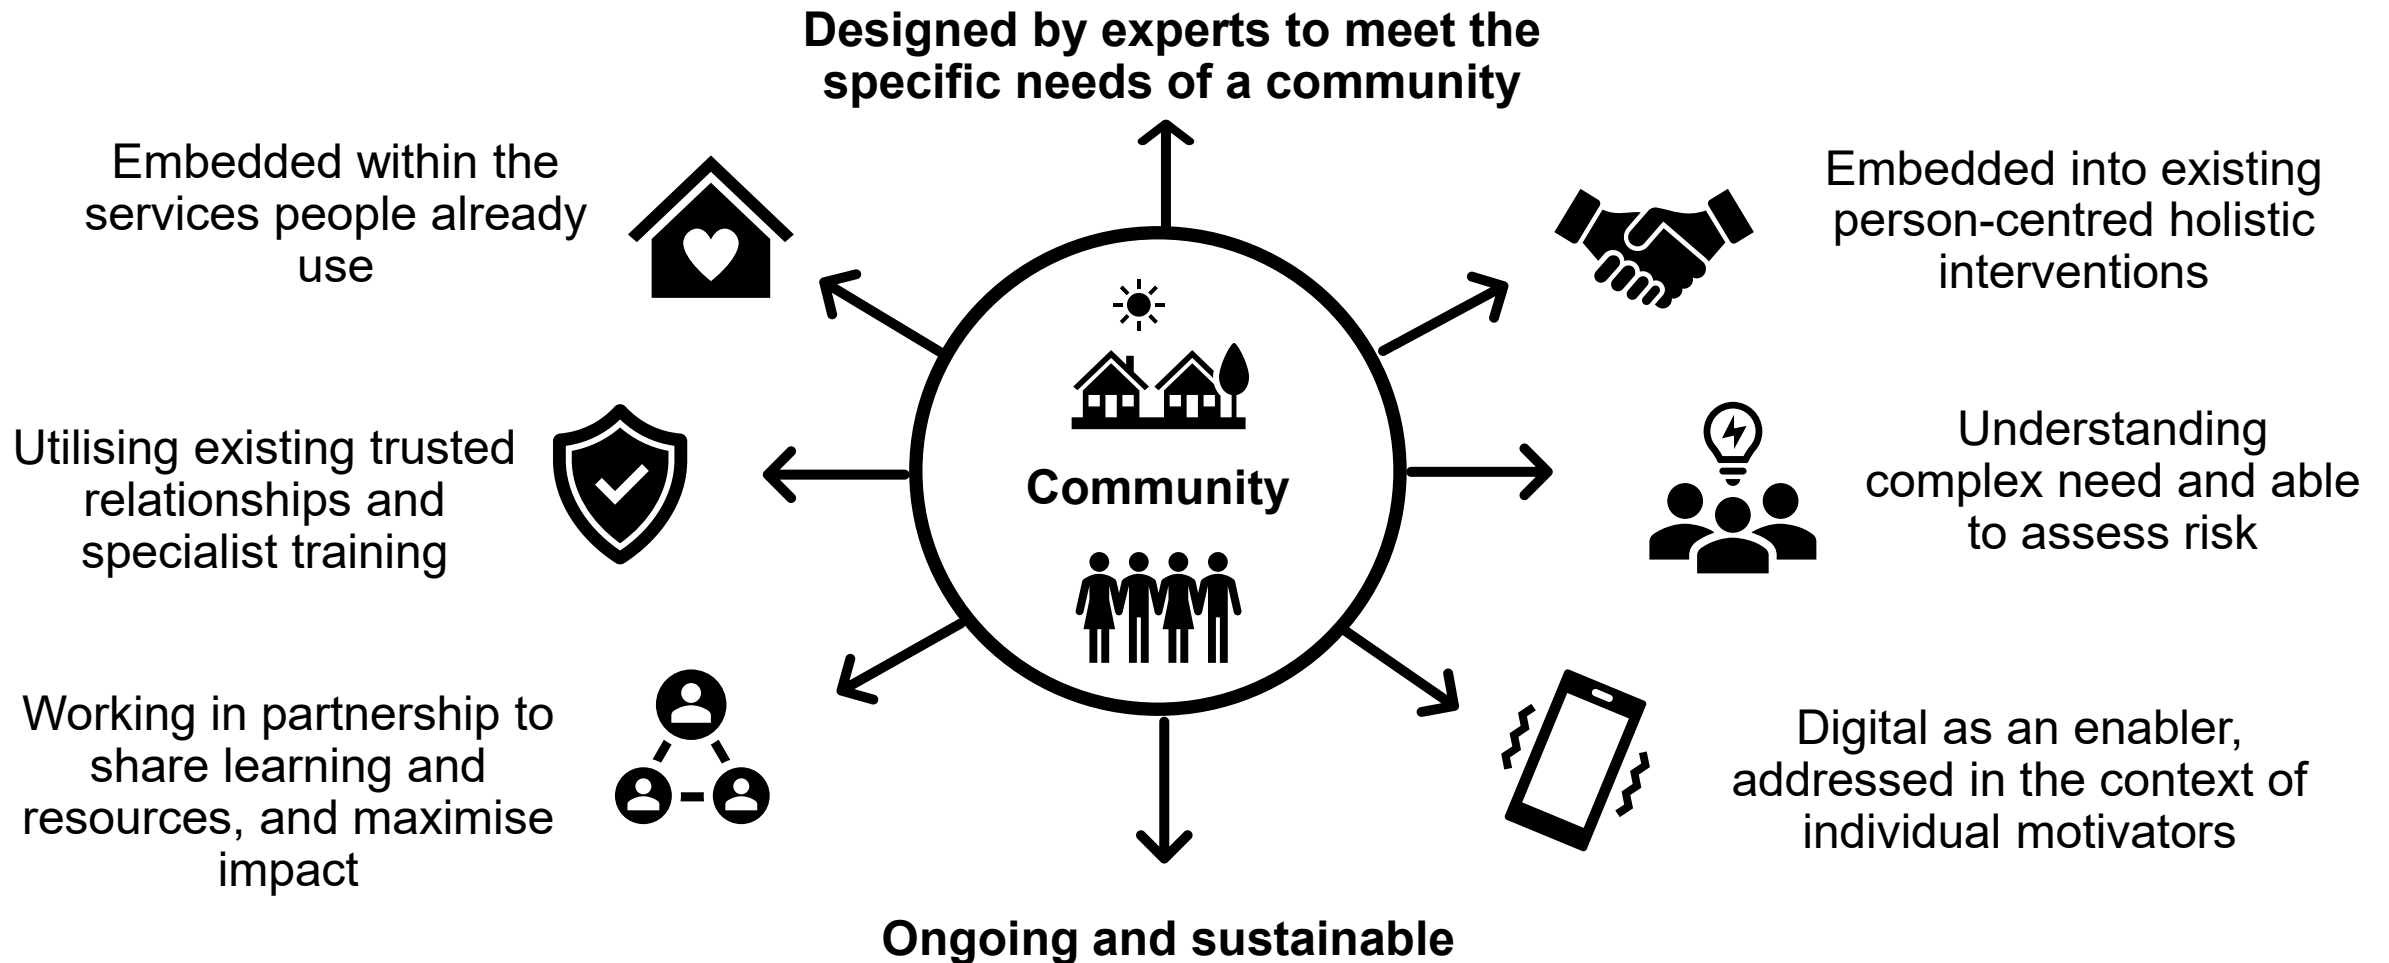 Designed by experts to meet the
specific needs of a community
Embedded within the
services people already
use
Embedded into existing
person-centred holistic
interventions
Utilising existing trusted
relationships and
specialist training
Community
Understanding
complex need and able
to assess risk
Working in partnership to
share learning and
resources, and maximise
impact
Digital as an enabler,
addressed in the context of
individual motivators
Ongoing and sustainable